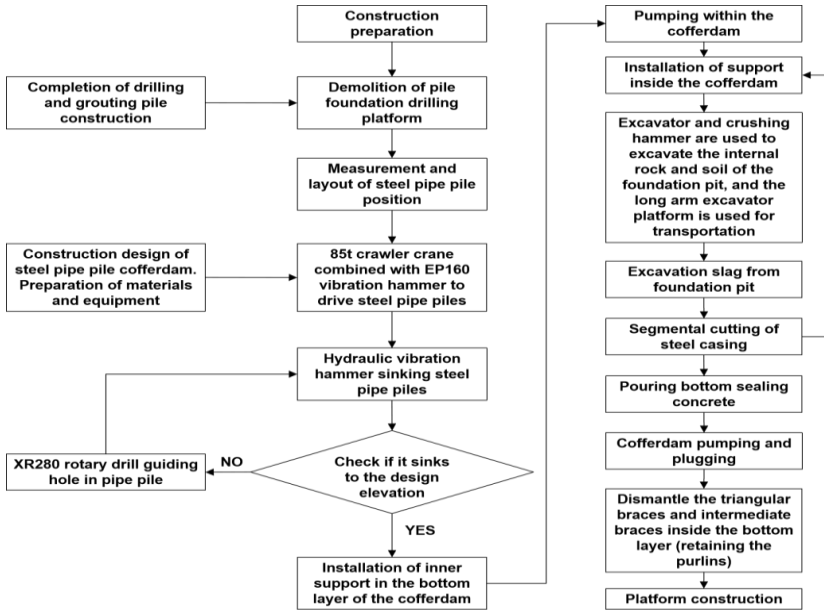 Construction
preparation
Completion of drilling
and grouting pile
construction
Demolition of pile
foundation drilling
platform
Measurement and
layout of steel pipe pile
position
Construction design of
steel pipe pile cofferdam.
Preparation of materials
and equipment
85t crawler crane
combined with EP160
vibration hammer to
drive steel pipe piles
Hydraulic vibration
hammer sinking steel
pipe piles
XR280 rotary drill guiding
hole in pipe pile
NO
Check if it sinks
to the design
elevation
YES
Installation of inner
support in the bottom
layer of the cofferdam
Pumping within the
cofferdam
Installation of support
inside the cofferdam
Excavator and crushing
hammer are used to
excavate the internal
rock and soil of the
foundation pit, and the
long arm excavator
platform is used for
transportation
Excavation slag from
foundation pit
Segmental cutting of
steel casing
Pouring bottom sealing
concrete
Cofferdam pumping and
plugging
Dismantle the triangular
braces and intermediate
braces inside the bottom
layer (retaining the
purlins)
Platform construction